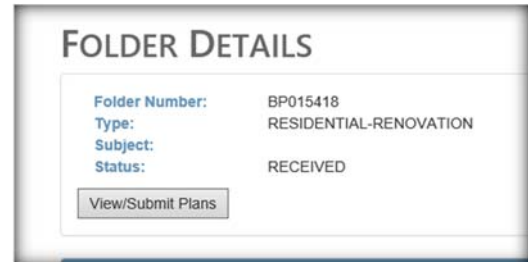 FOLDER DETAILS
Folder Number: BP015418
Type: RESIDENTIAL-RENOVATION
Subject:
Status: RECEIVED
View/Submit Plans